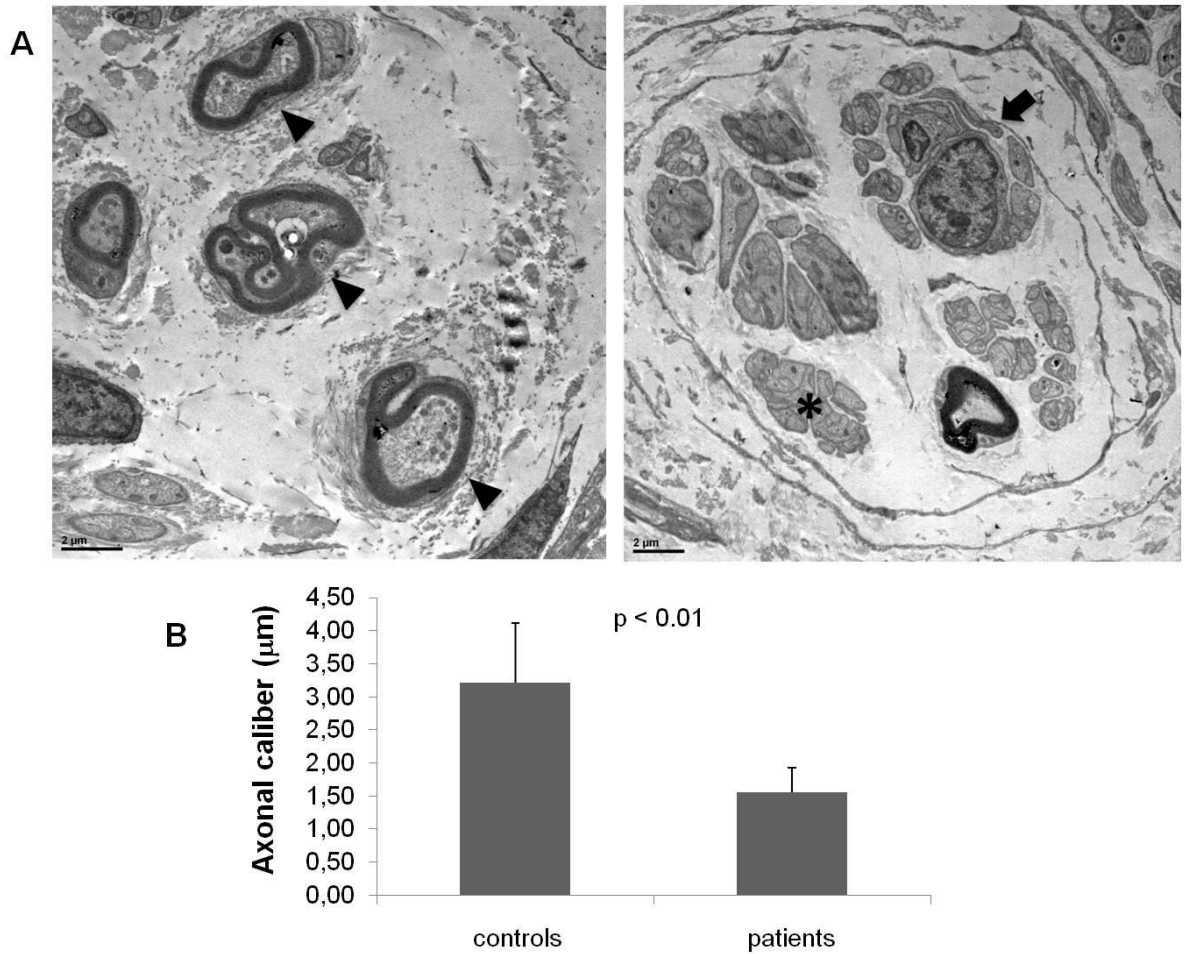 A
2 µm
2 µm
B
Axonal caliber (µm)
4,50
4,00
3,50
3,00
2,50
2,00
1,50
1,00
0,50
0,00
p < 0.01
controls
patients